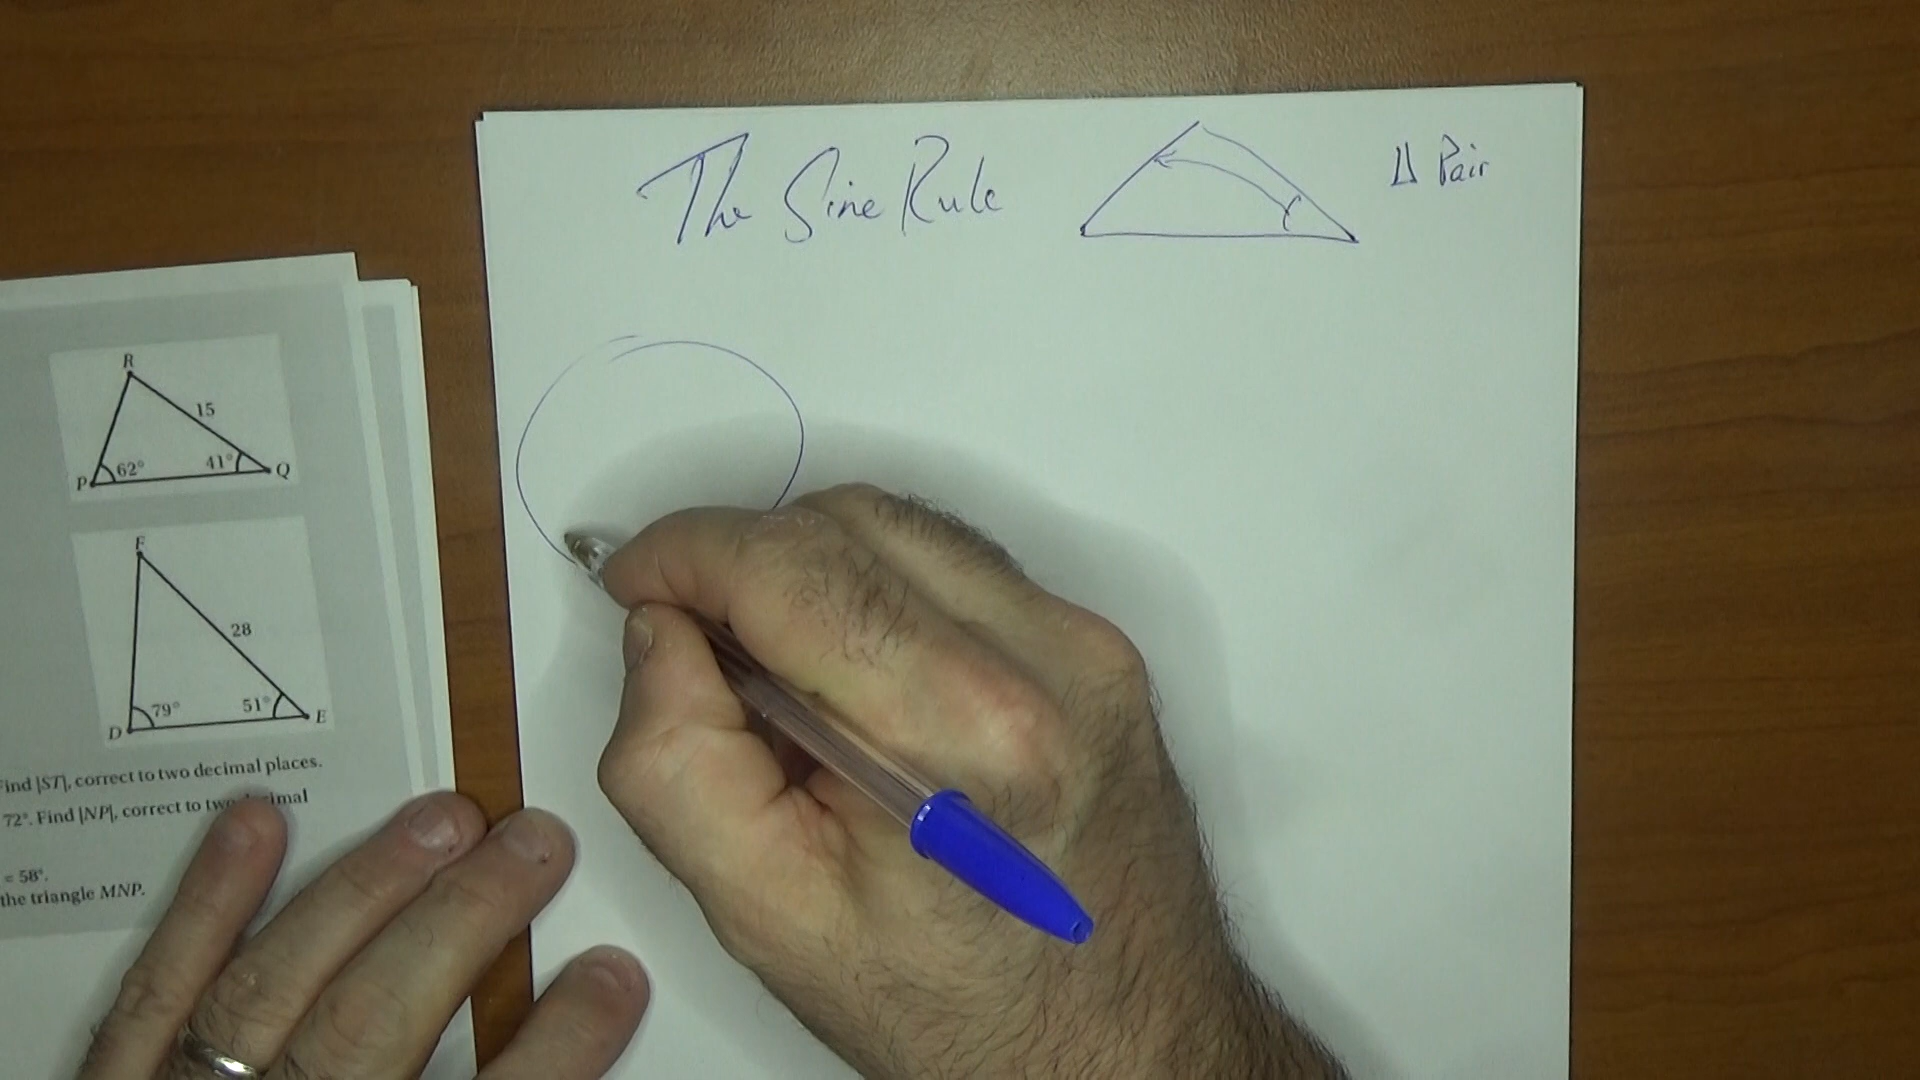 The Sine Rule
Δ Pair
R
15
62°
41°
P
Q
F
28
79°
51°
D
E
Find |ST|, correct to two decimal places.
72°. Find |NP|, correct to two decimal
= 58°.
the triangle MNP.